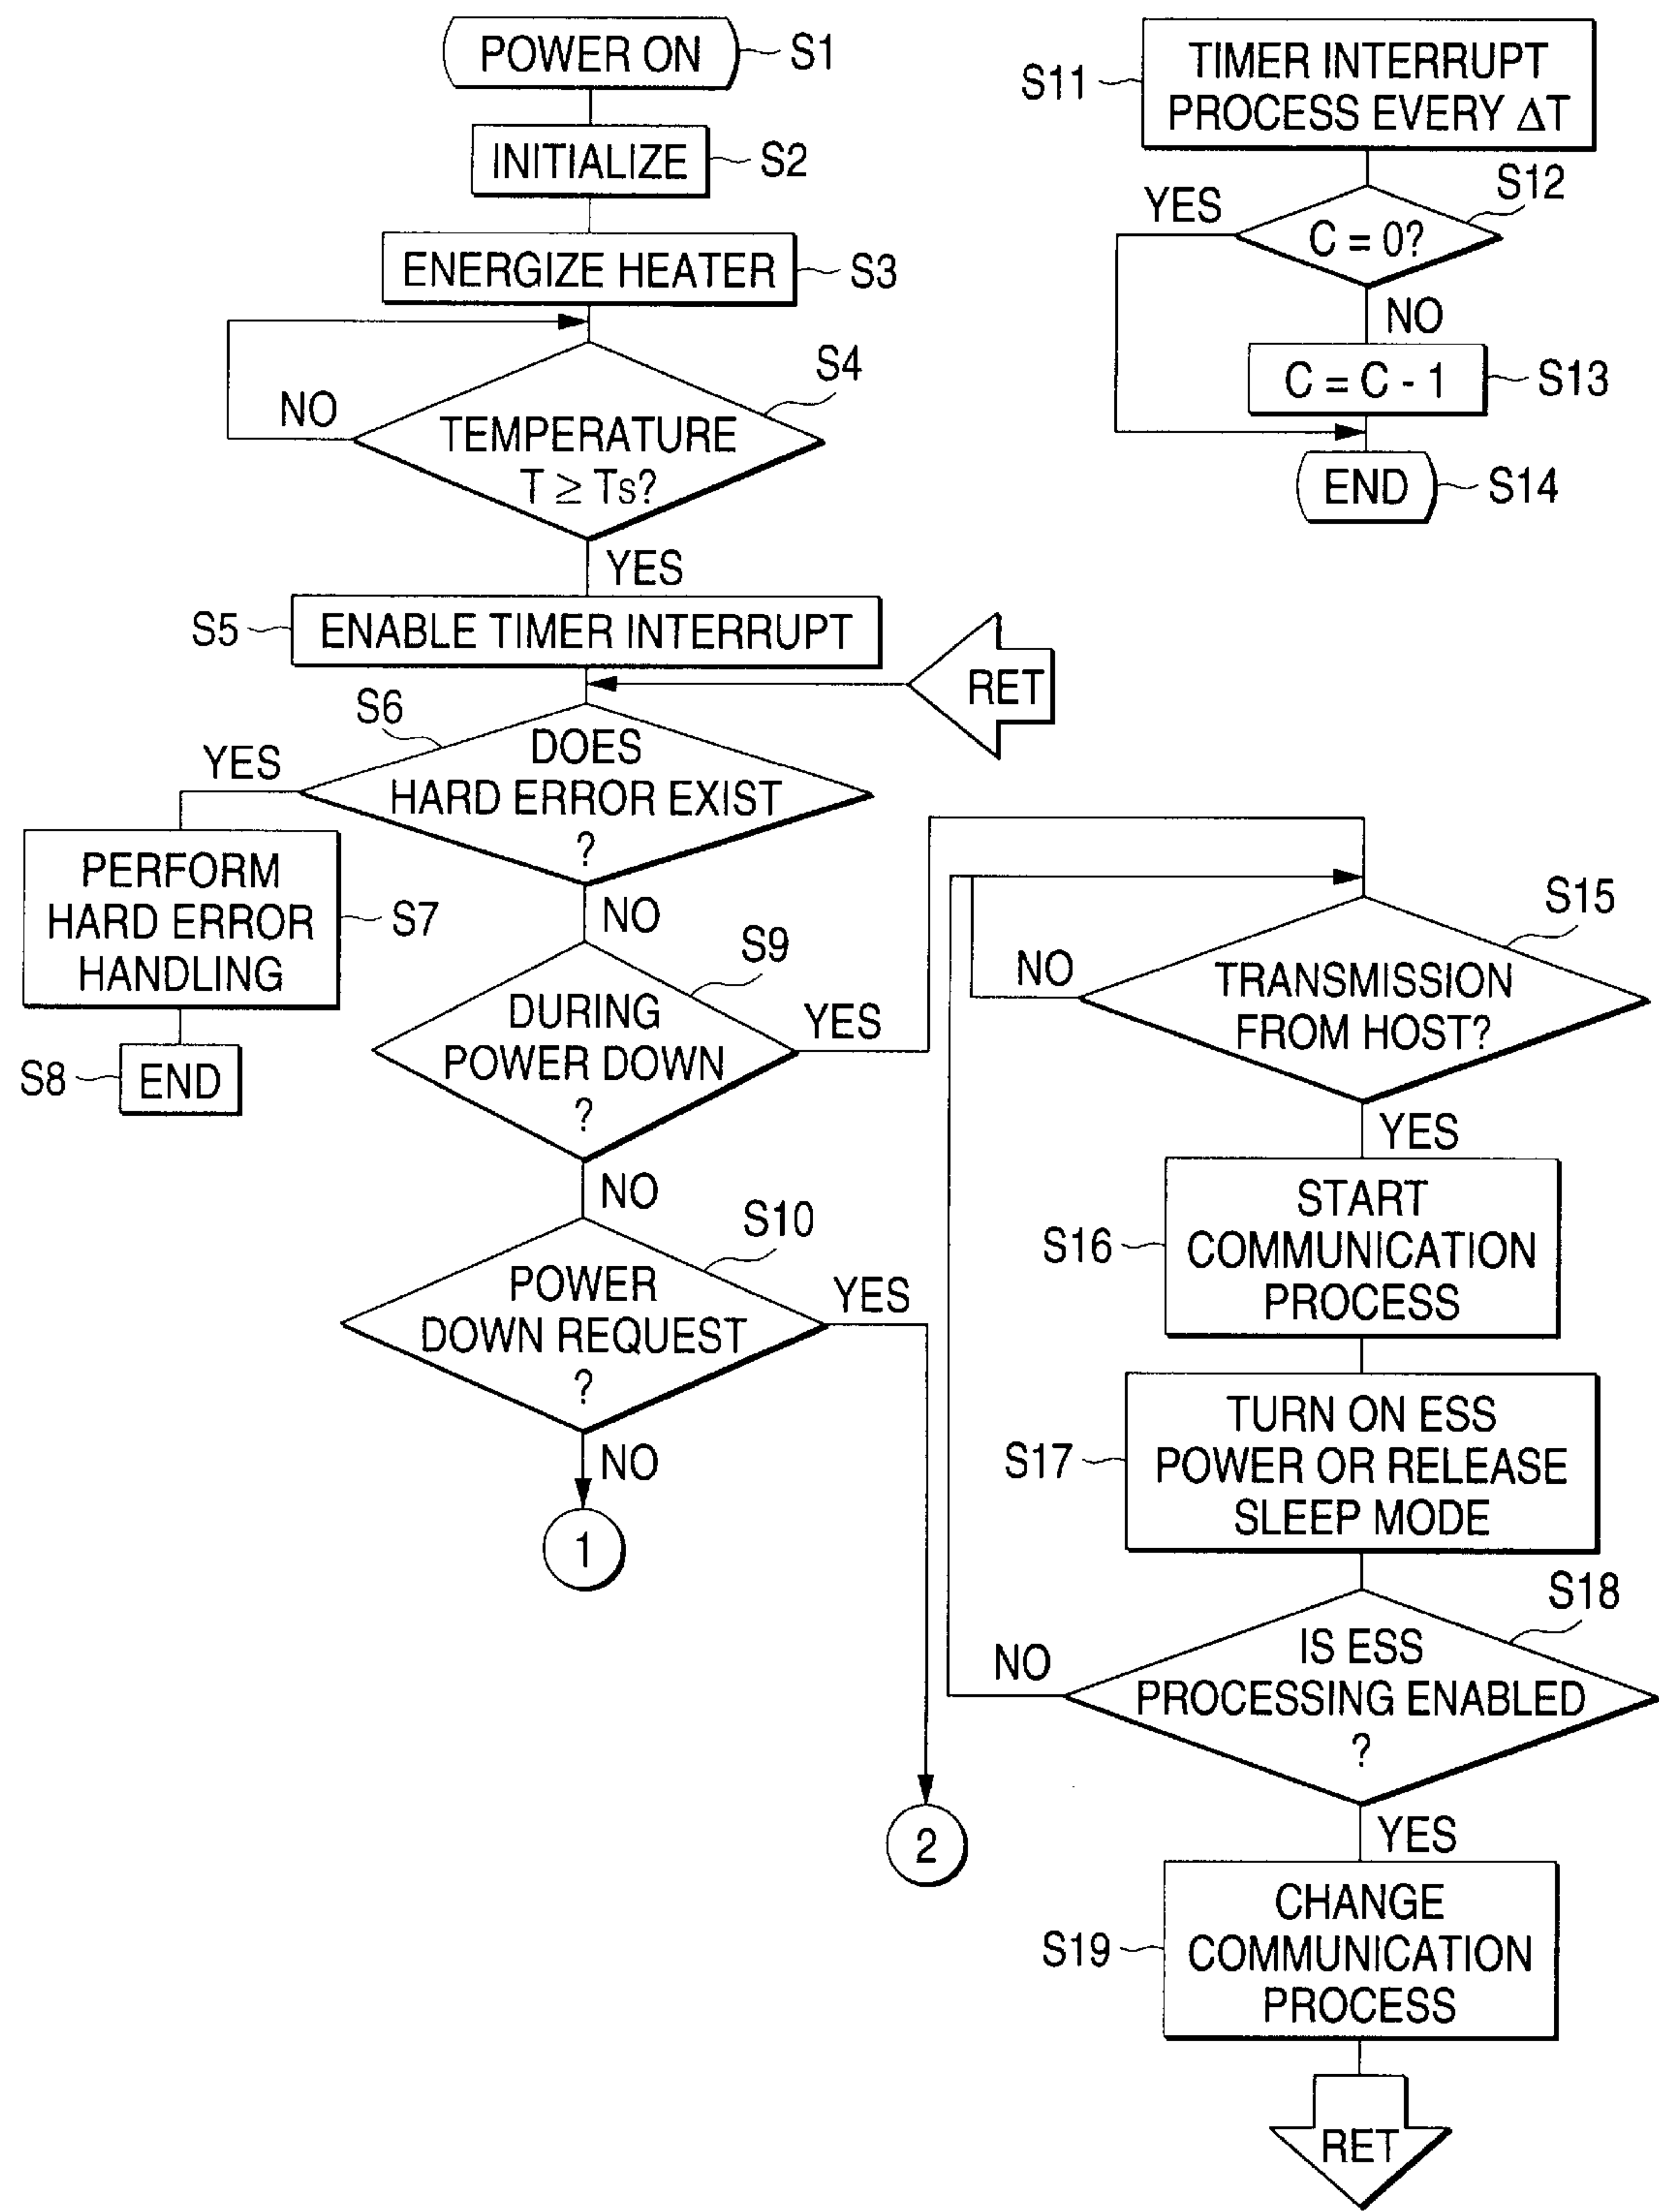 POWER ON
S1
INITIALIZE
S2
ENERGIZE HEATER
S3
S4
NO
TEMPERATURE
T ≥ Ts?
YES
S5
ENABLE TIMER INTERRUPT
RET
S6
YES
DOES
HARD ERROR EXIST
?
PERFORM
HARD ERROR
HANDLING
S7
S8
END
NO
S9
DURING
POWER DOWN
?
YES
NO
S10
POWER
DOWN REQUEST
?
YES
NO
1
2
S11
TIMER INTERRUPT
PROCESS EVERY ΔT
S12
YES
C = 0?
NO
C = C - 1
S13
END
S14
S15
NO
TRANSMISSION
FROM HOST?
YES
S16
START
COMMUNICATION
PROCESS
S17
TURN ON ESS
POWER OR RELEASE
SLEEP MODE
S18
NO
IS ESS
PROCESSING ENABLED
?
YES
S19
CHANGE
COMMUNICATION
PROCESS
RET